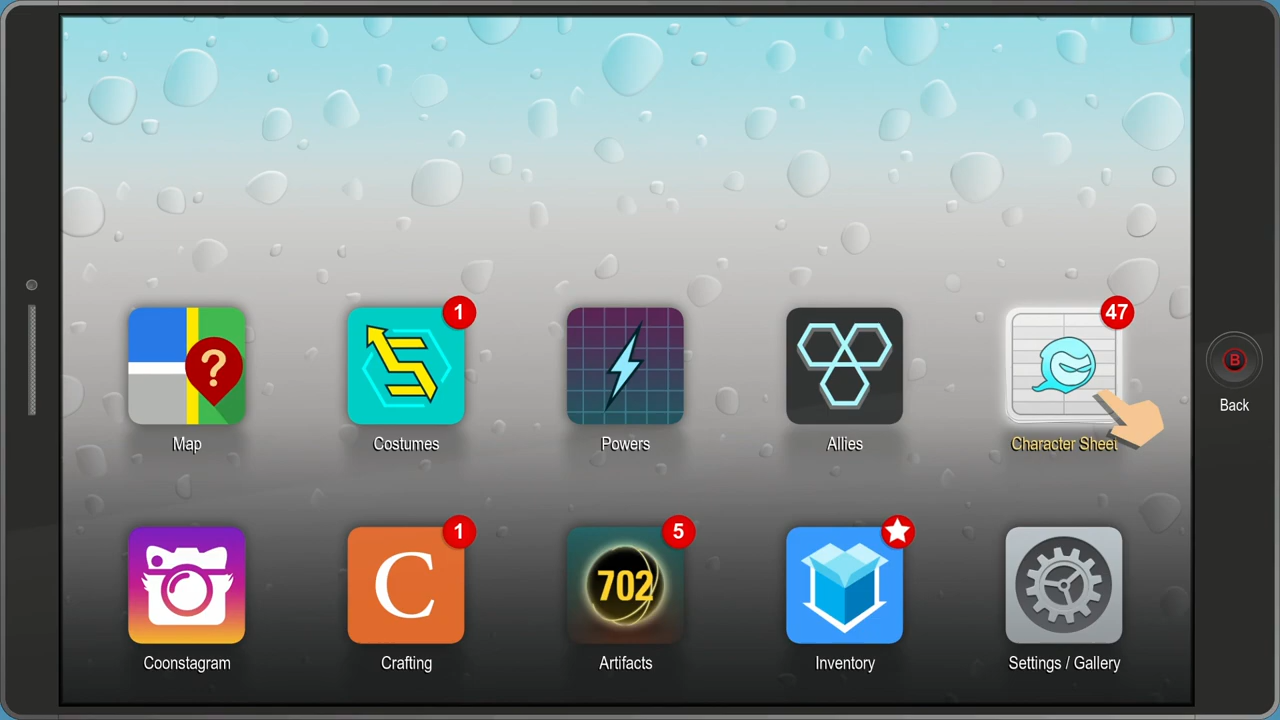 1
47
?
B
Back
Map
Costumes
Powers
Allies
Character Sheet
1
5
C
702
Coonstagram
Crafting
Artifacts
Inventory
Settings / Gallery